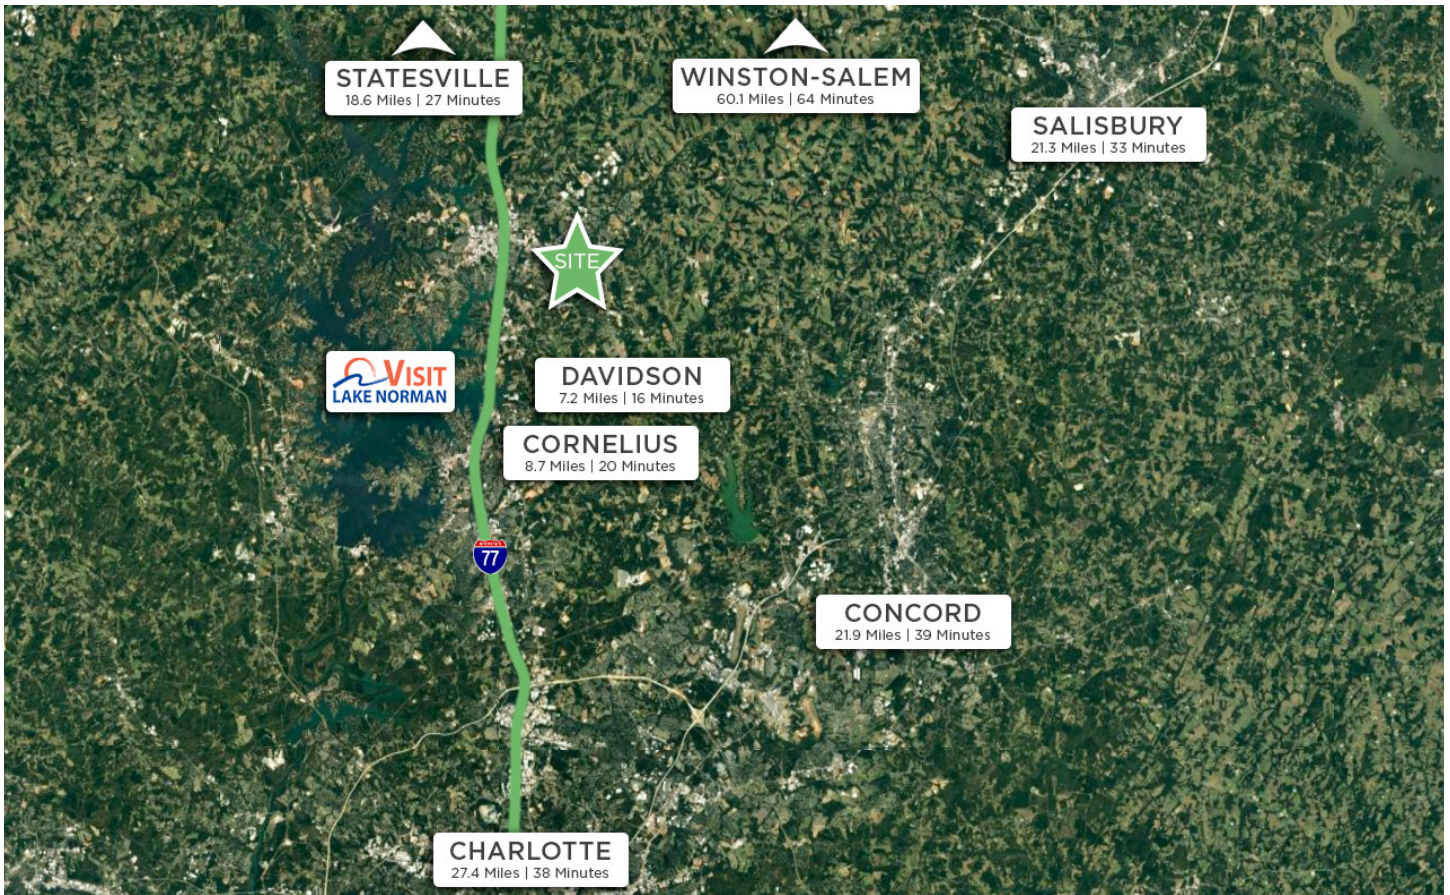 STATESVILLE
18.6 Miles | 27 Minutes
WINSTON-SALEM
60.1 Miles | 64 Minutes
SALISBURY
21.3 Miles | 33 Minutes
SITE
VISIT
LAKE NORMAN
DAVIDSON
7.2 Miles | 16 Minutes
CORNELIUS
8.7 Miles | 20 Minutes
77
CONCORD
21.9 Miles | 39 Minutes
CHARLOTTE
27.4 Miles | 38 Minutes